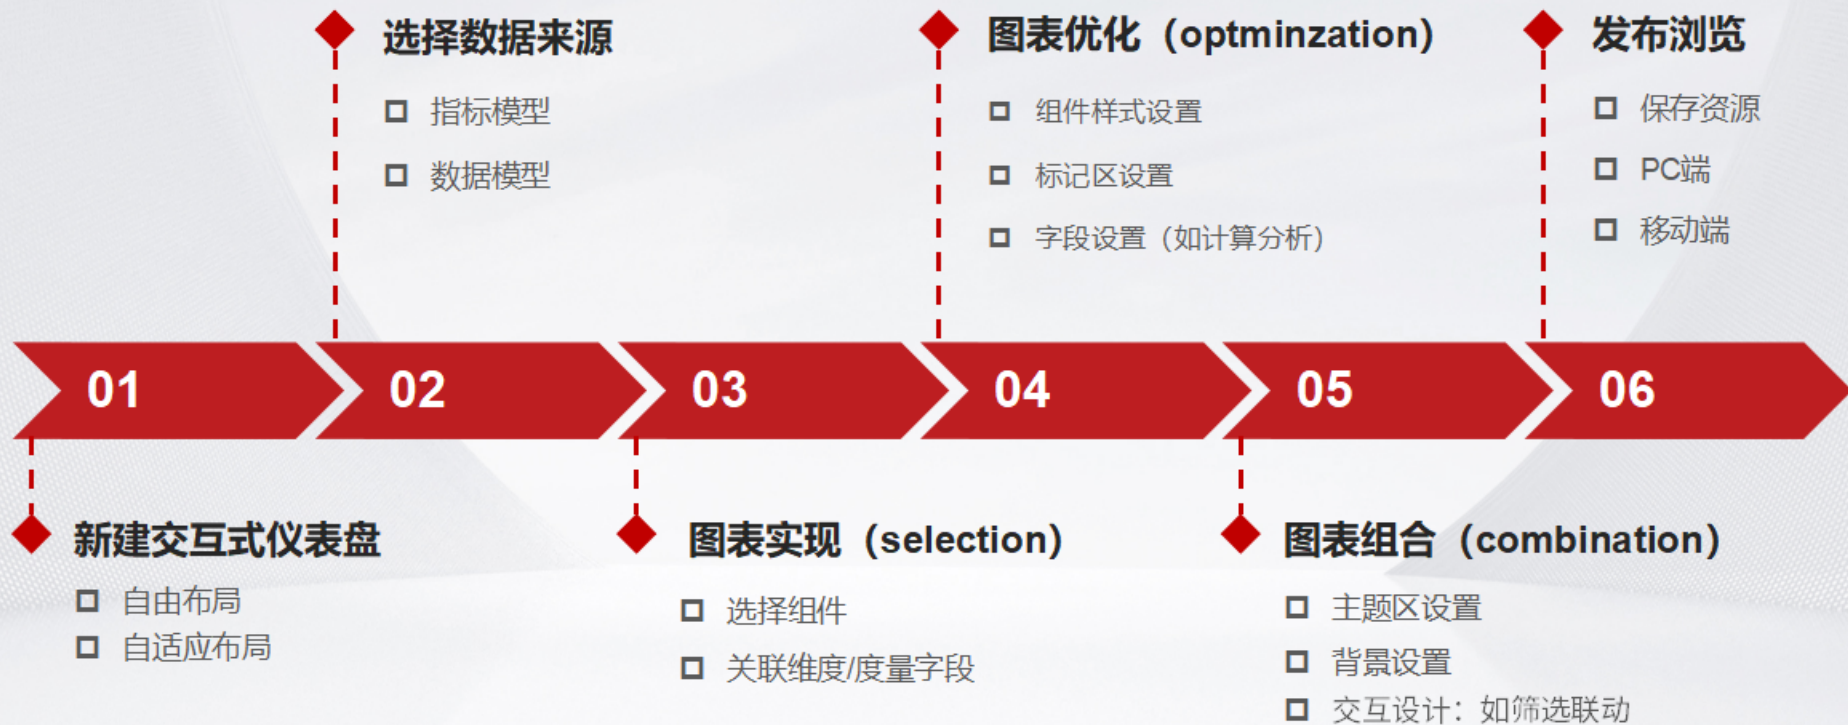 选择数据来源
指标模型
数据模型
图表优化（optminzation）
组件样式设置
标记区设置
字段设置（如计算分析）
发布浏览
保存资源
PC端
移动端
01
02
03
04
05
06
新建交互式仪表盘
自由布局
自适应布局
图表实现（selection）
选择组件
关联维度/度量字段
图表组合（combination）
主题区设置
背景设置
交互设计：如筛选联动